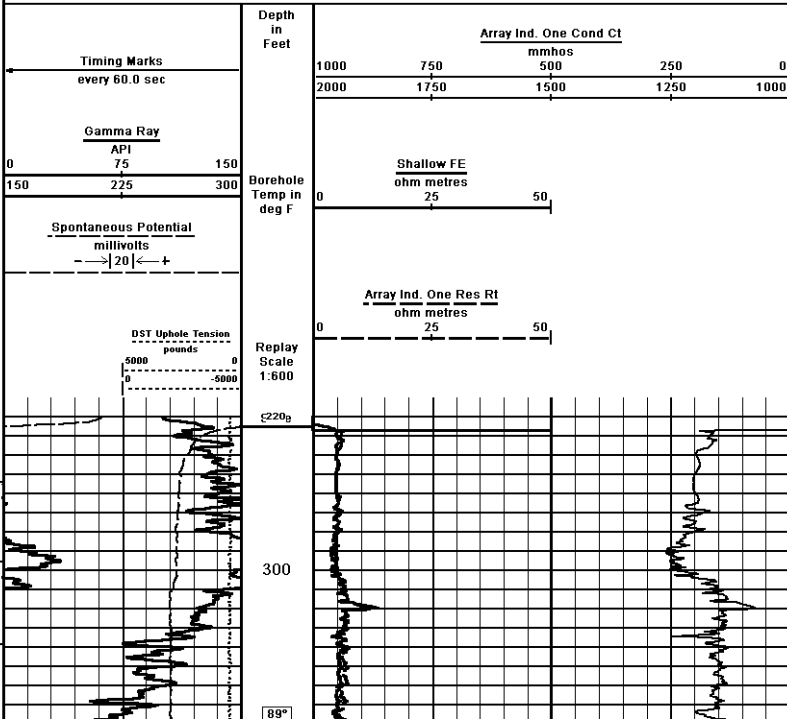 Depth
in
Feet
Timing Marks
every 60.0 sec
Array Ind. One Cond Ct
mmhos
1000 750 500 250 0
2000 1750 1500 1250 1000
Gamma Ray
API
0 75 150
150 225 300
Borehole
Temp in
deg F
Shallow FE
ohm metres
0 25 50
Spontaneous Potential
millivolts
20
Array Ind. One Res Rt
ohm metres
0 25 50
DST Uphole Tension
pounds
5000 0
0 -5000
Replay
Scale
1:600
300
89°